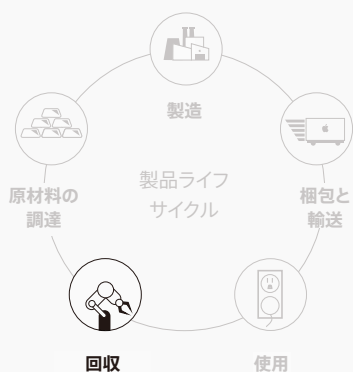 製造
原材料の
調達
製品ライフ
サイクル
梱包と
輸送
回収
使用